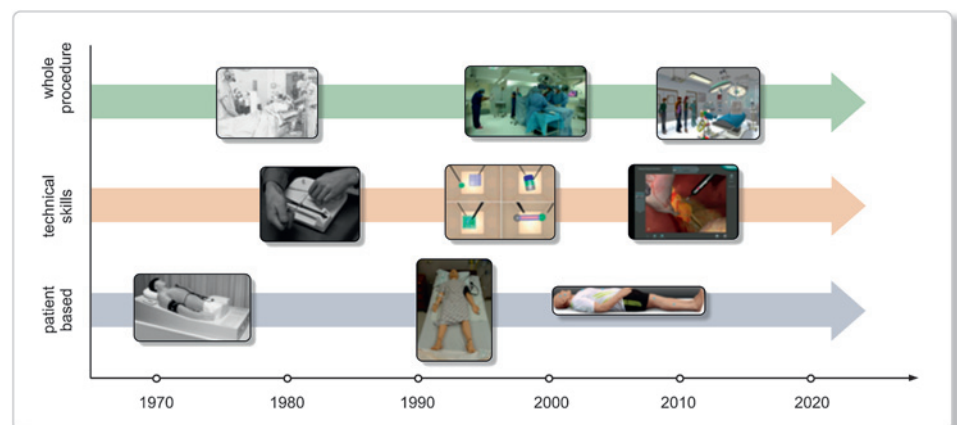 whole
procedure
technical
skills
patient
based
1970
1980
1990
2000
2010
2020